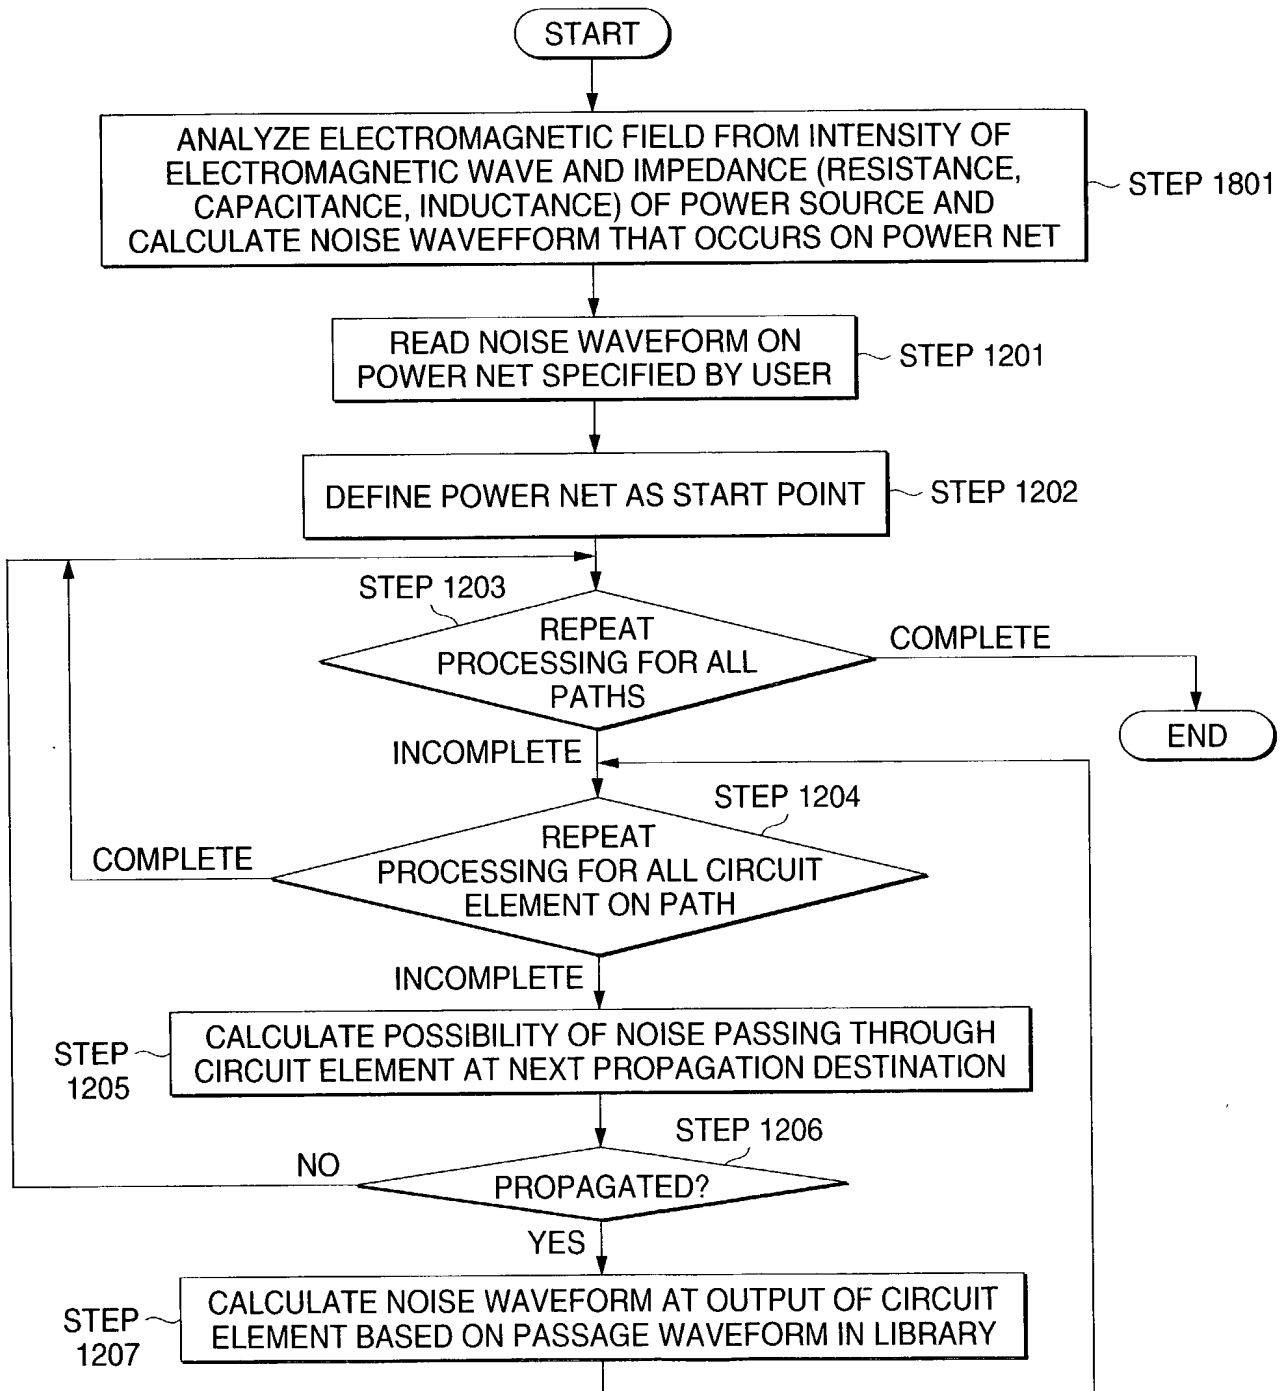 START
ANALYZE ELECTROMAGNETIC FIELD FROM INTENSITY OF
ELECTROMAGNETIC WAVE AND IMPEDANCE (RESISTANCE,
CAPACITANCE, INDUCTANCE) OF POWER SOURCE AND
CALCULATE NOISE WAVEFFORM THAT OCCURS ON POWER NET
STEP 1801
READ NOISE WAVEFORM ON
POWER NET SPECIFIED BY USER
STEP 1201
DEFINE POWER NET AS START POINT
STEP 1202
STEP 1203
REPEAT
PROCESSING FOR ALL
PATHS
COMPLETE
END
INCOMPLETE
STEP 1204
REPEAT
PROCESSING FOR ALL CIRCUIT
ELEMENT ON PATH
COMPLETE
INCOMPLETE
STEP
1205
CALCULATE POSSIBILITY OF NOISE PASSING THROUGH
CIRCUIT ELEMENT AT NEXT PROPAGATION DESTINATION
STEP 1206
NO
PROPAGATED?
YES
STEP
1207
CALCULATE NOISE WAVEFORM AT OUTPUT OF CIRCUIT
ELEMENT BASED ON PASSAGE WAVEFORM IN LIBRARY